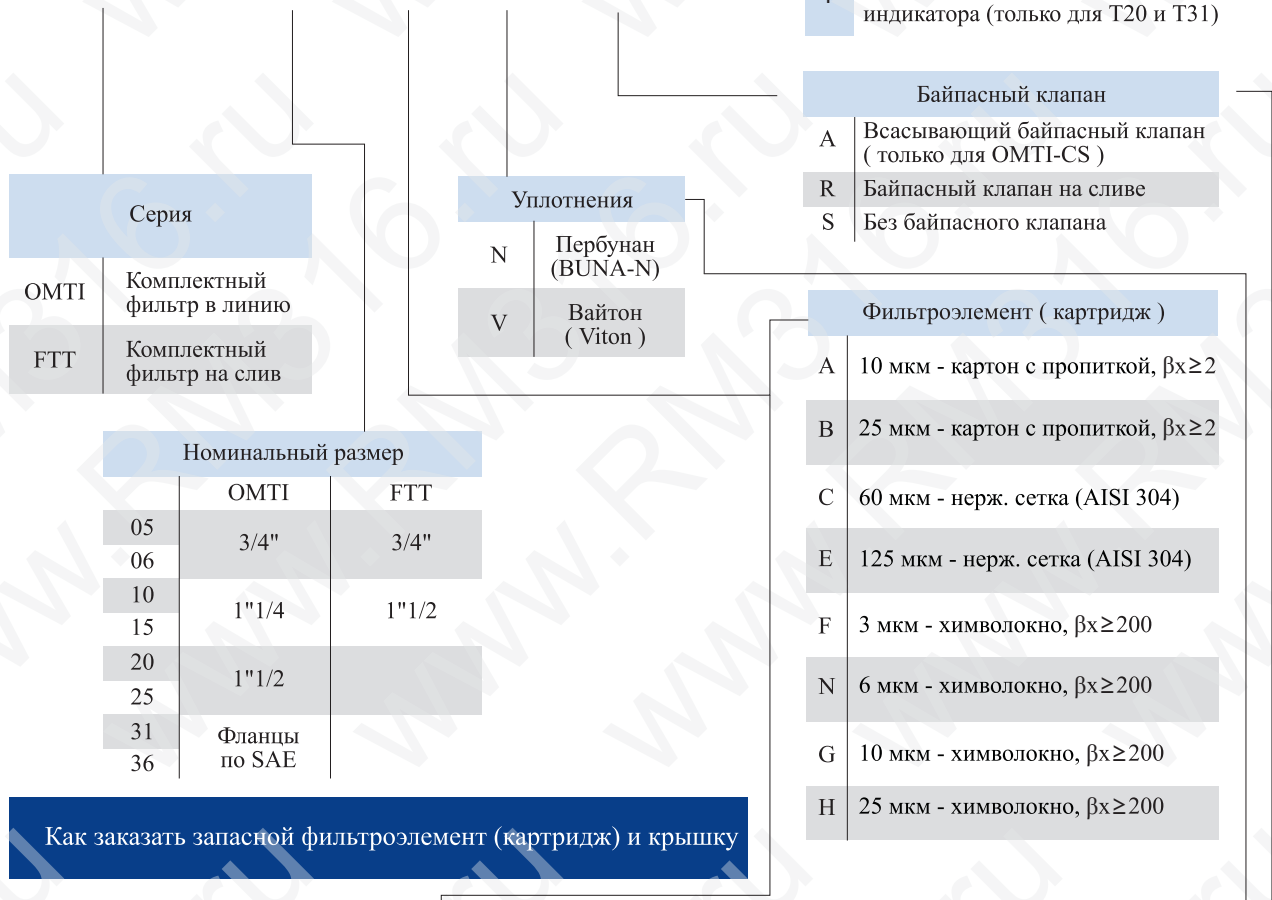 индикатора (только для T20 и T31)
Байпасный клапан
A Всасывающий байпасный клапан
( только для OMTI-CS )
R Байпасный клапан на сливе
S Без байпасного клапана
Серия
OMTI Комплектный
фильтр в линию
FTT Комплектный
фильтр на слив
Уплотнения
N Пербунан
(BUNA-N)
V Вайтон
( Viton )
Номинальный размер
OMTI FTT
05
3/4" 3/4"
06
10
1"1/4 1"1/2
15
20
1"1/2
25
31
36
Фланцы
по SAE
Фильтроэлемент ( картридж )
A 10 мкм - картон с пропиткой, βx≥2
B 25 мкм - картон с пропиткой, βx≥2
C 60 мкм - нерж. сетка (AISI 304)
E 125 мкм - нерж. сетка (AISI 304)
F 3 мкм - химволокно, βx≥200
N 6 мкм - химволокно, βx≥200
G 10 мкм - химволокно, βx≥200
H 25 мкм - химволокно, βx≥200
Как заказать запасной фильтроэлемент (картридж) и крышку
www.RM316.ru